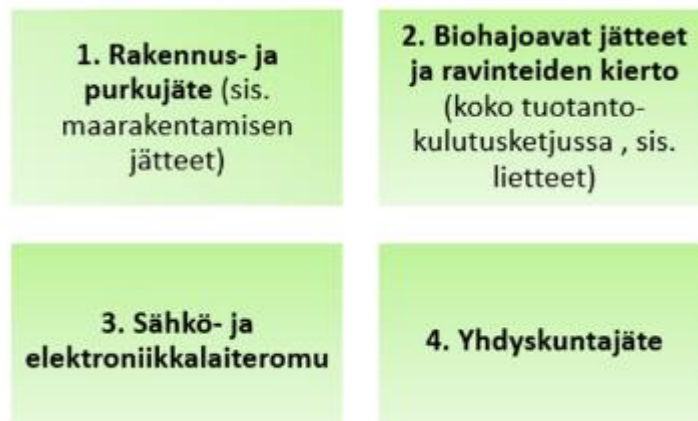 1. Rakennus- ja
purkujäte (sis.
maarakentamisen
jätteet)
2. Biohajoavat jätteet
ja ravinteiden kierto
(koko tuotanto-
kulutusketjussa , sis.
lietteet)
3. Sähkö- ja
elektroniikkalaiteromu
4. Yhdyskuntajäte